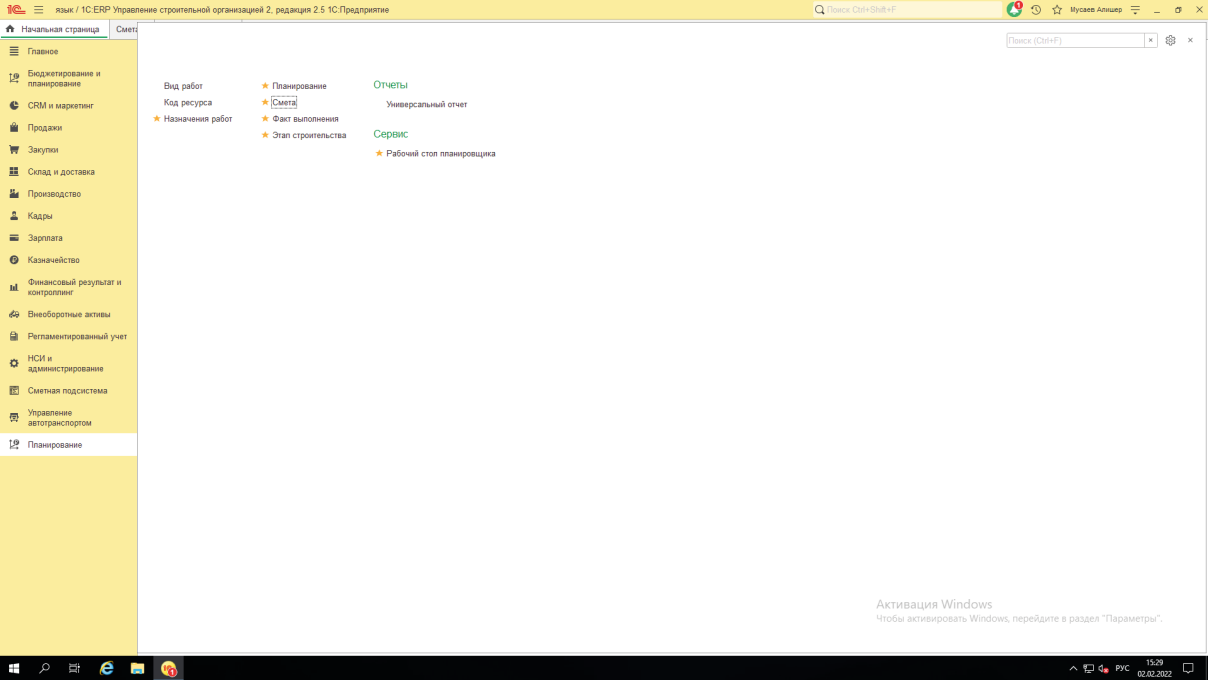 язык / 1С:ERP Управление строительной организацией 2, редакция 2.5 1С:Предприятие
Поиск Ctrl+Shift+F
1
Мусаев Алишер
Начальная страница
Смета
Поиск (Ctrl+F)
Главное
Бюджетирование и
планирование
CRM и маркетинг
Продажи
Закупки
Склад и доставка
Производство
Кадры
Зарплата
Казначейство
Финансовый результат и
контроллинг
Внеоборотные активы
Регламентированный учет
НСИ и
администрирование
Сметная подсистема
Управление
автотранспортом
Планирование
Вид работ
Код ресурса
Назначения работ
Планирование
Смета
Факт выполнения
Этап строительства
Отчеты
Универсальный отчет
Сервис
Рабочий стол планировщика
Активация Windows
Чтобы активировать Windows, перейдите в раздел "Параметры".
РУС
15:29
02.02.2022